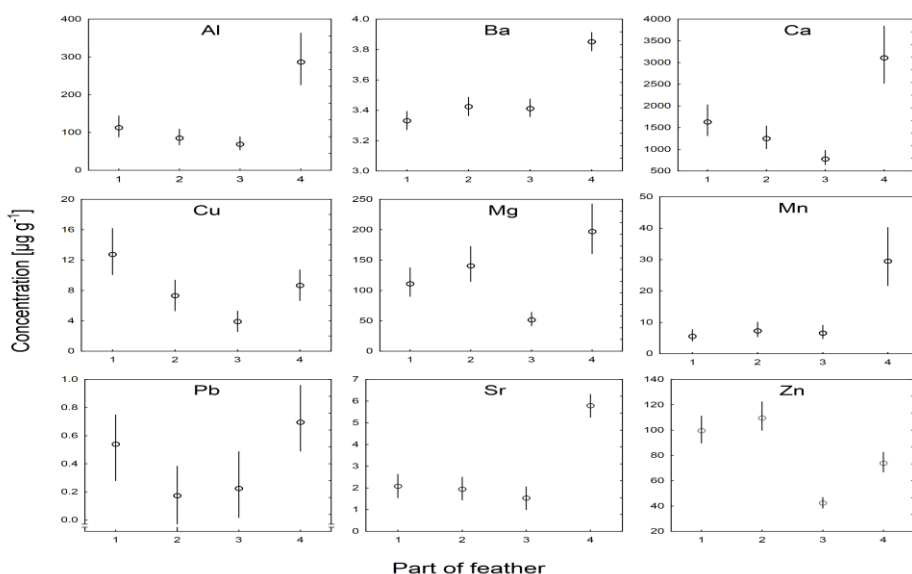 Al
Ba
Ca
400
300
200
100
0
1 2 3 4
4.0
3.8
3.6
3.4
3.2
3.0
1 2 3 4
4000
3500
3000
2500
2000
1500
1000
500
1 2 3 4
Concentration [µg g⁻¹]
Cu
Mg
Mn
20
16
12
8
4
0
1 2 3 4
250
200
150
100
50
0
1 2 3 4
50
40
30
20
10
0
1 2 3 4
Pb
Sr
Zn
1.0
0.8
0.6
0.4
0.2
0.0
1 2 3 4
7
6
5
4
3
2
1
0
1 2 3 4
140
120
100
80
60
40
20
1 2 3 4
Part of feather